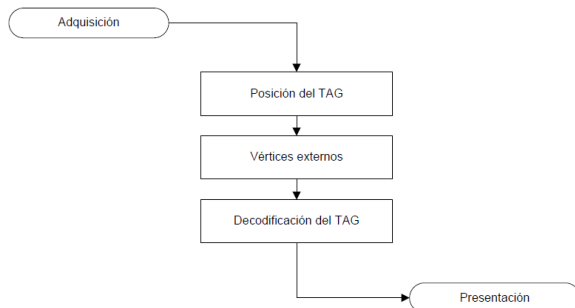 Adquisición
Posición del TAG
Vértices externos
Decodificación del TAG
Presentación